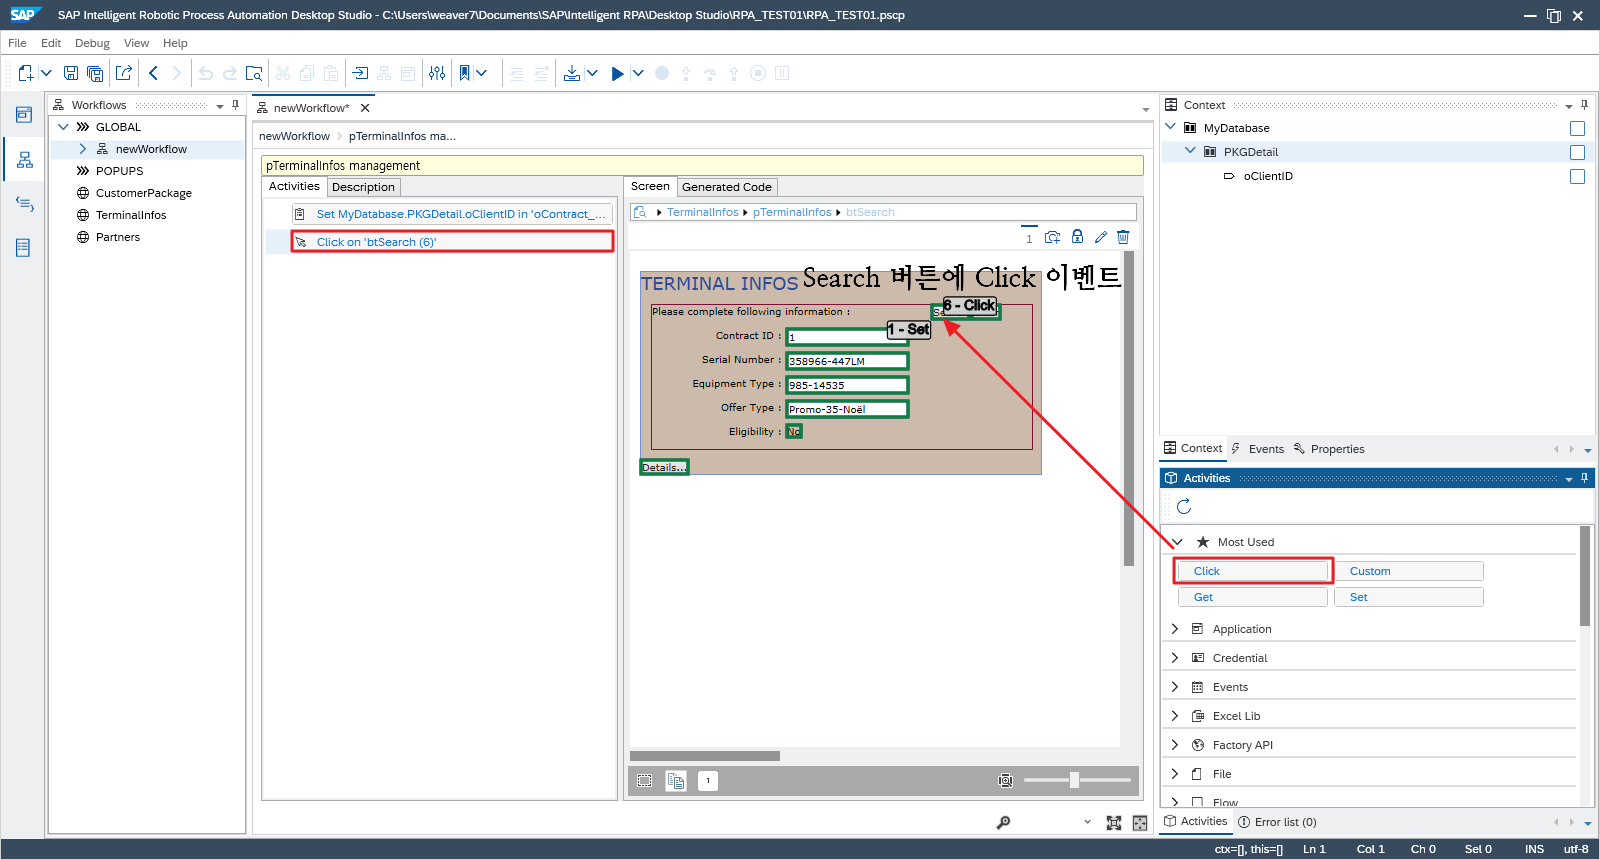 SAP SAP Intelligent Robotic Process Automation Desktop Studio - C:\Users\weaver7\Documents\SAP\Intelligent RPA\Desktop Studio\RPA_TEST01\RPA_TEST01.pscp
File Edit Debug View Help
Workflows
GLOBAL
newWorkflow
POPUPS
CustomerPackage
TerminalInfos
Partners
newWorkflow*
newWorkflow pTerminalInfos ma...
pTerminalInfos management
Activities Description
Set MyDatabase.PKGDetail.oClientID in 'oContract_...
Click on 'btSearch (6)'
Screen Generated Code
TerminalInfos pTerminalInfos btSearch
1
TERMINAL INFOS Search 버튼에 Click 이벤트
Please complete following information :
6 - Click
1 - Set
Contract ID : 1
Serial Number : 358966-447LM
Equipment Type : 985-14535
Offer Type : Promo-35-Noël
Eligibility : No
Details...
1
Context
MyDatabase
PKGDetail
oClientID
Context Events Properties
Activities
Most Used
Click Custom
Get Set
Application
Credential
Events
Excel Lib
Factory API
File
Flow
Activities Error list (0)
ctx=[], this=[] Ln 1 Col 1 Ch 0 Sel 0 INS utf-8